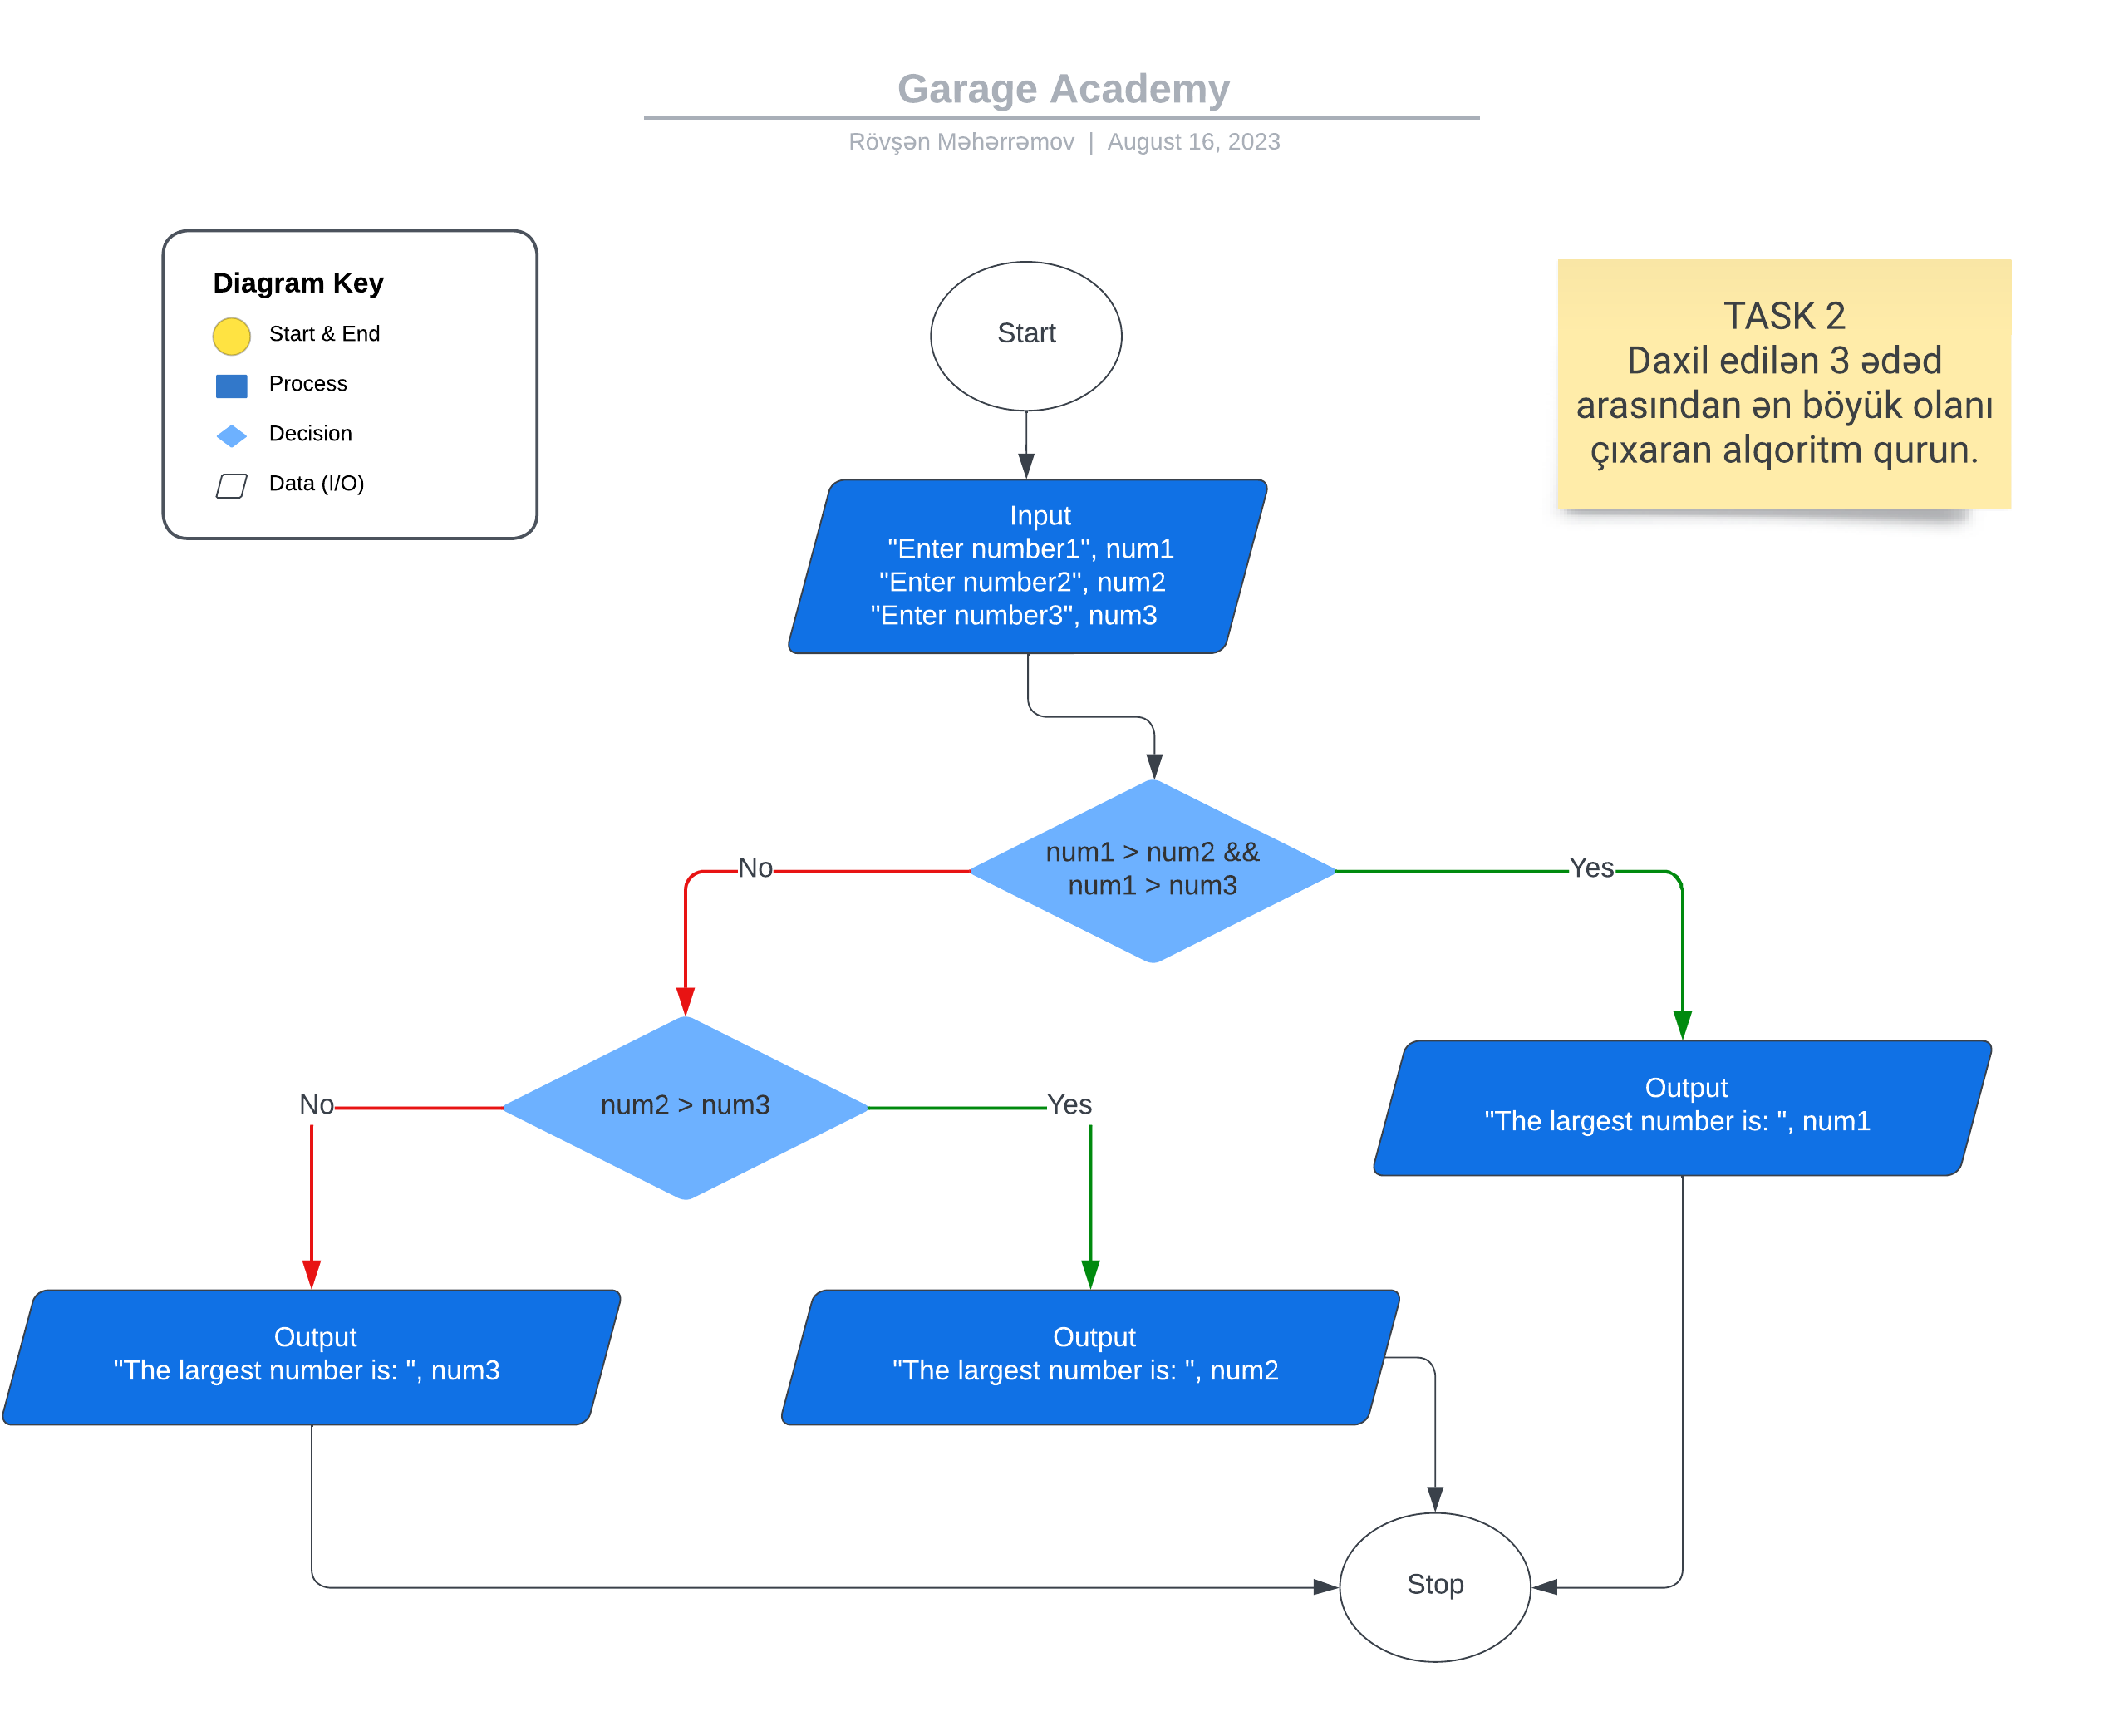 Garage Academy
Rövşən Məhərrəmov | August 16, 2023
Diagram Key
Start & End
Process
Decision
Data (I/O)
Start
TASK 2
Daxil edilən 3 ədəd
arasından ən böyük olanı
çıxaran alqoritm qurun.
Input
"Enter number1", num1
"Enter number2", num2
"Enter number3", num3
num1 > num2 &&
num1 > num3
No
Yes
num2 > num3
No
Yes
Output
"The largest number is: ", num1
Output
"The largest number is: ", num3
Output
"The largest number is: ", num2
Stop